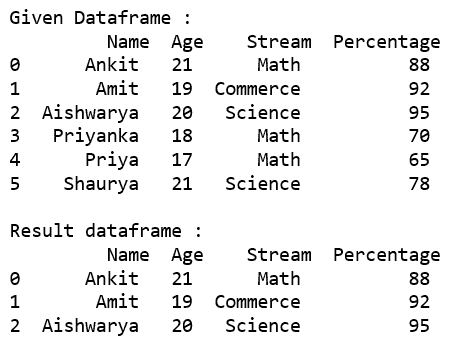 Given Dataframe :
        Name  Age    Stream  Percentage
0      Ankit   21      Math          88
1       Amit   19  Commerce          92
2  Aishwarya   20   Science          95
3   Priyanka   18      Math          70
4      Priya   17      Math          65
5    Shaurya   21   Science          78

Result dataframe :
        Name  Age    Stream  Percentage
0      Ankit   21      Math          88
1       Amit   19  Commerce          92
2  Aishwarya   20   Science          95